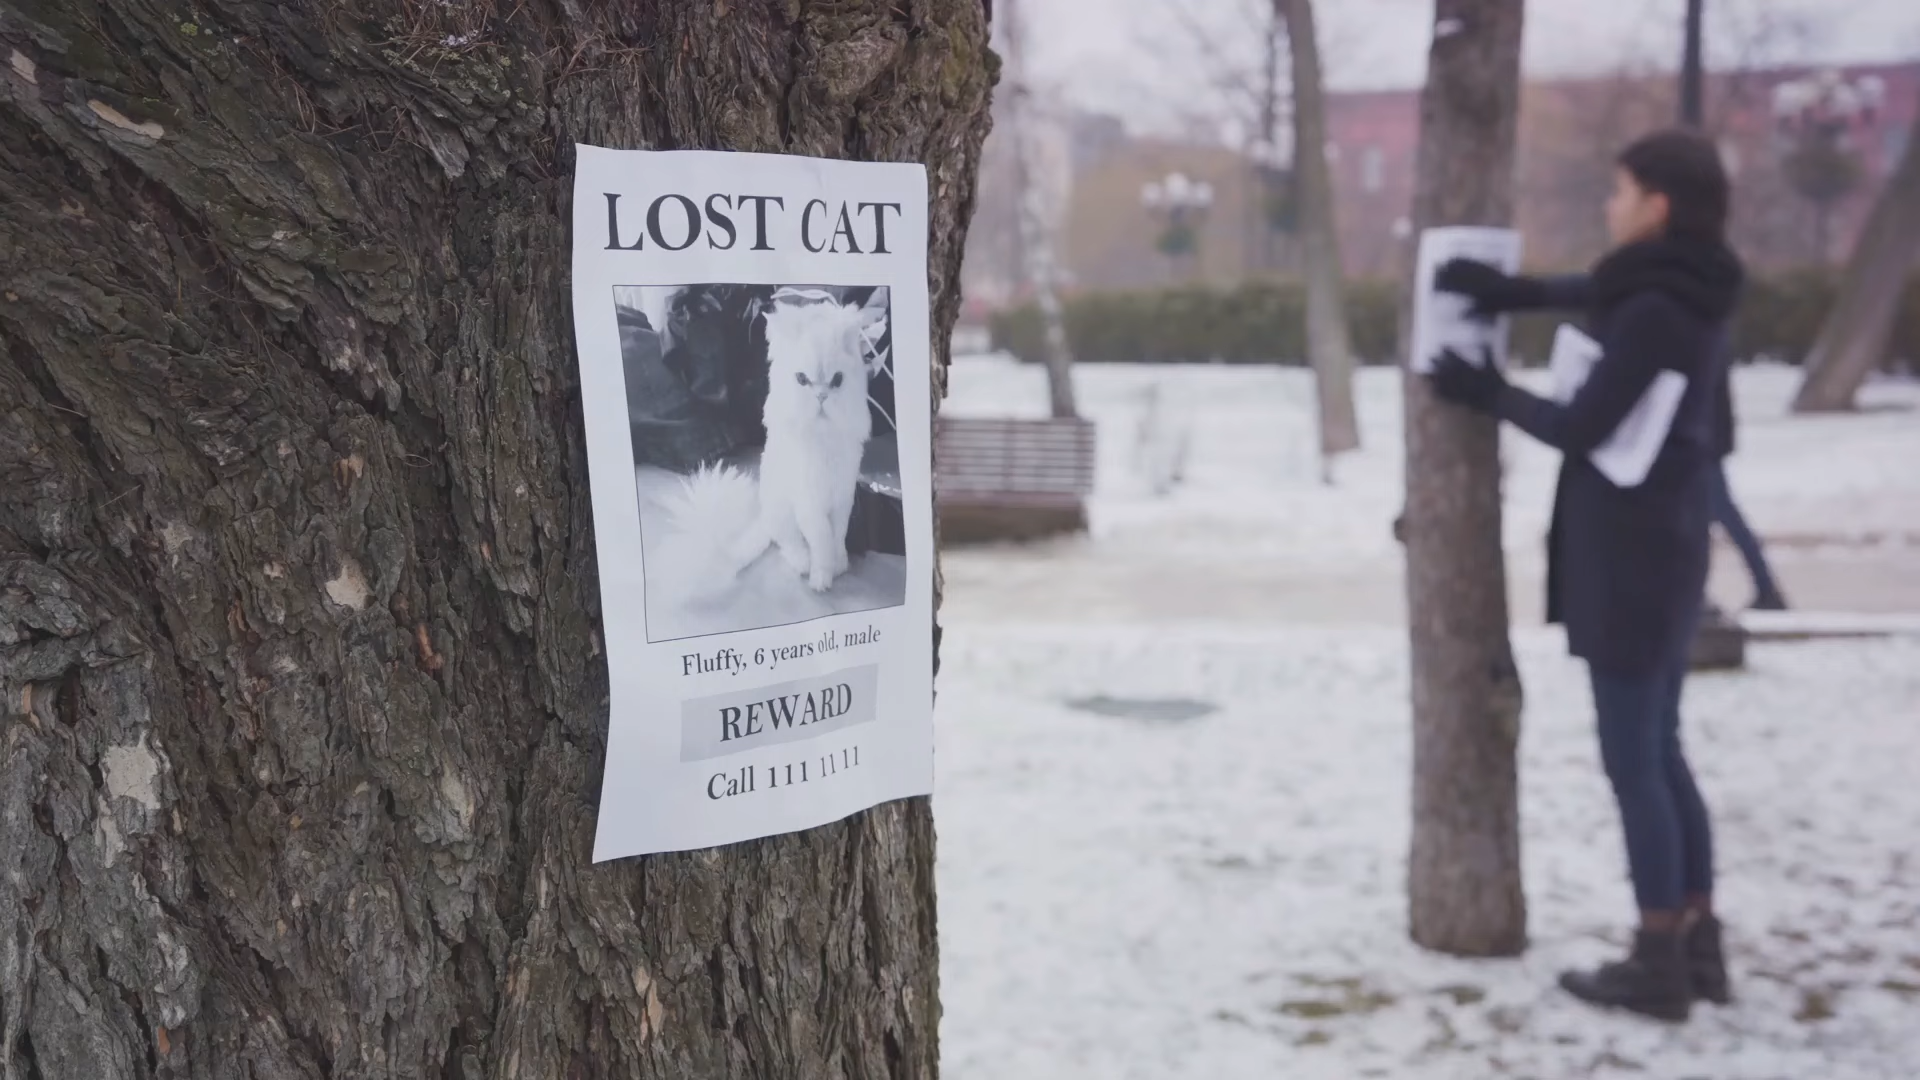 LOST CAT
Fluffy, 6 years old, male
REWARD
Call 111 11 11